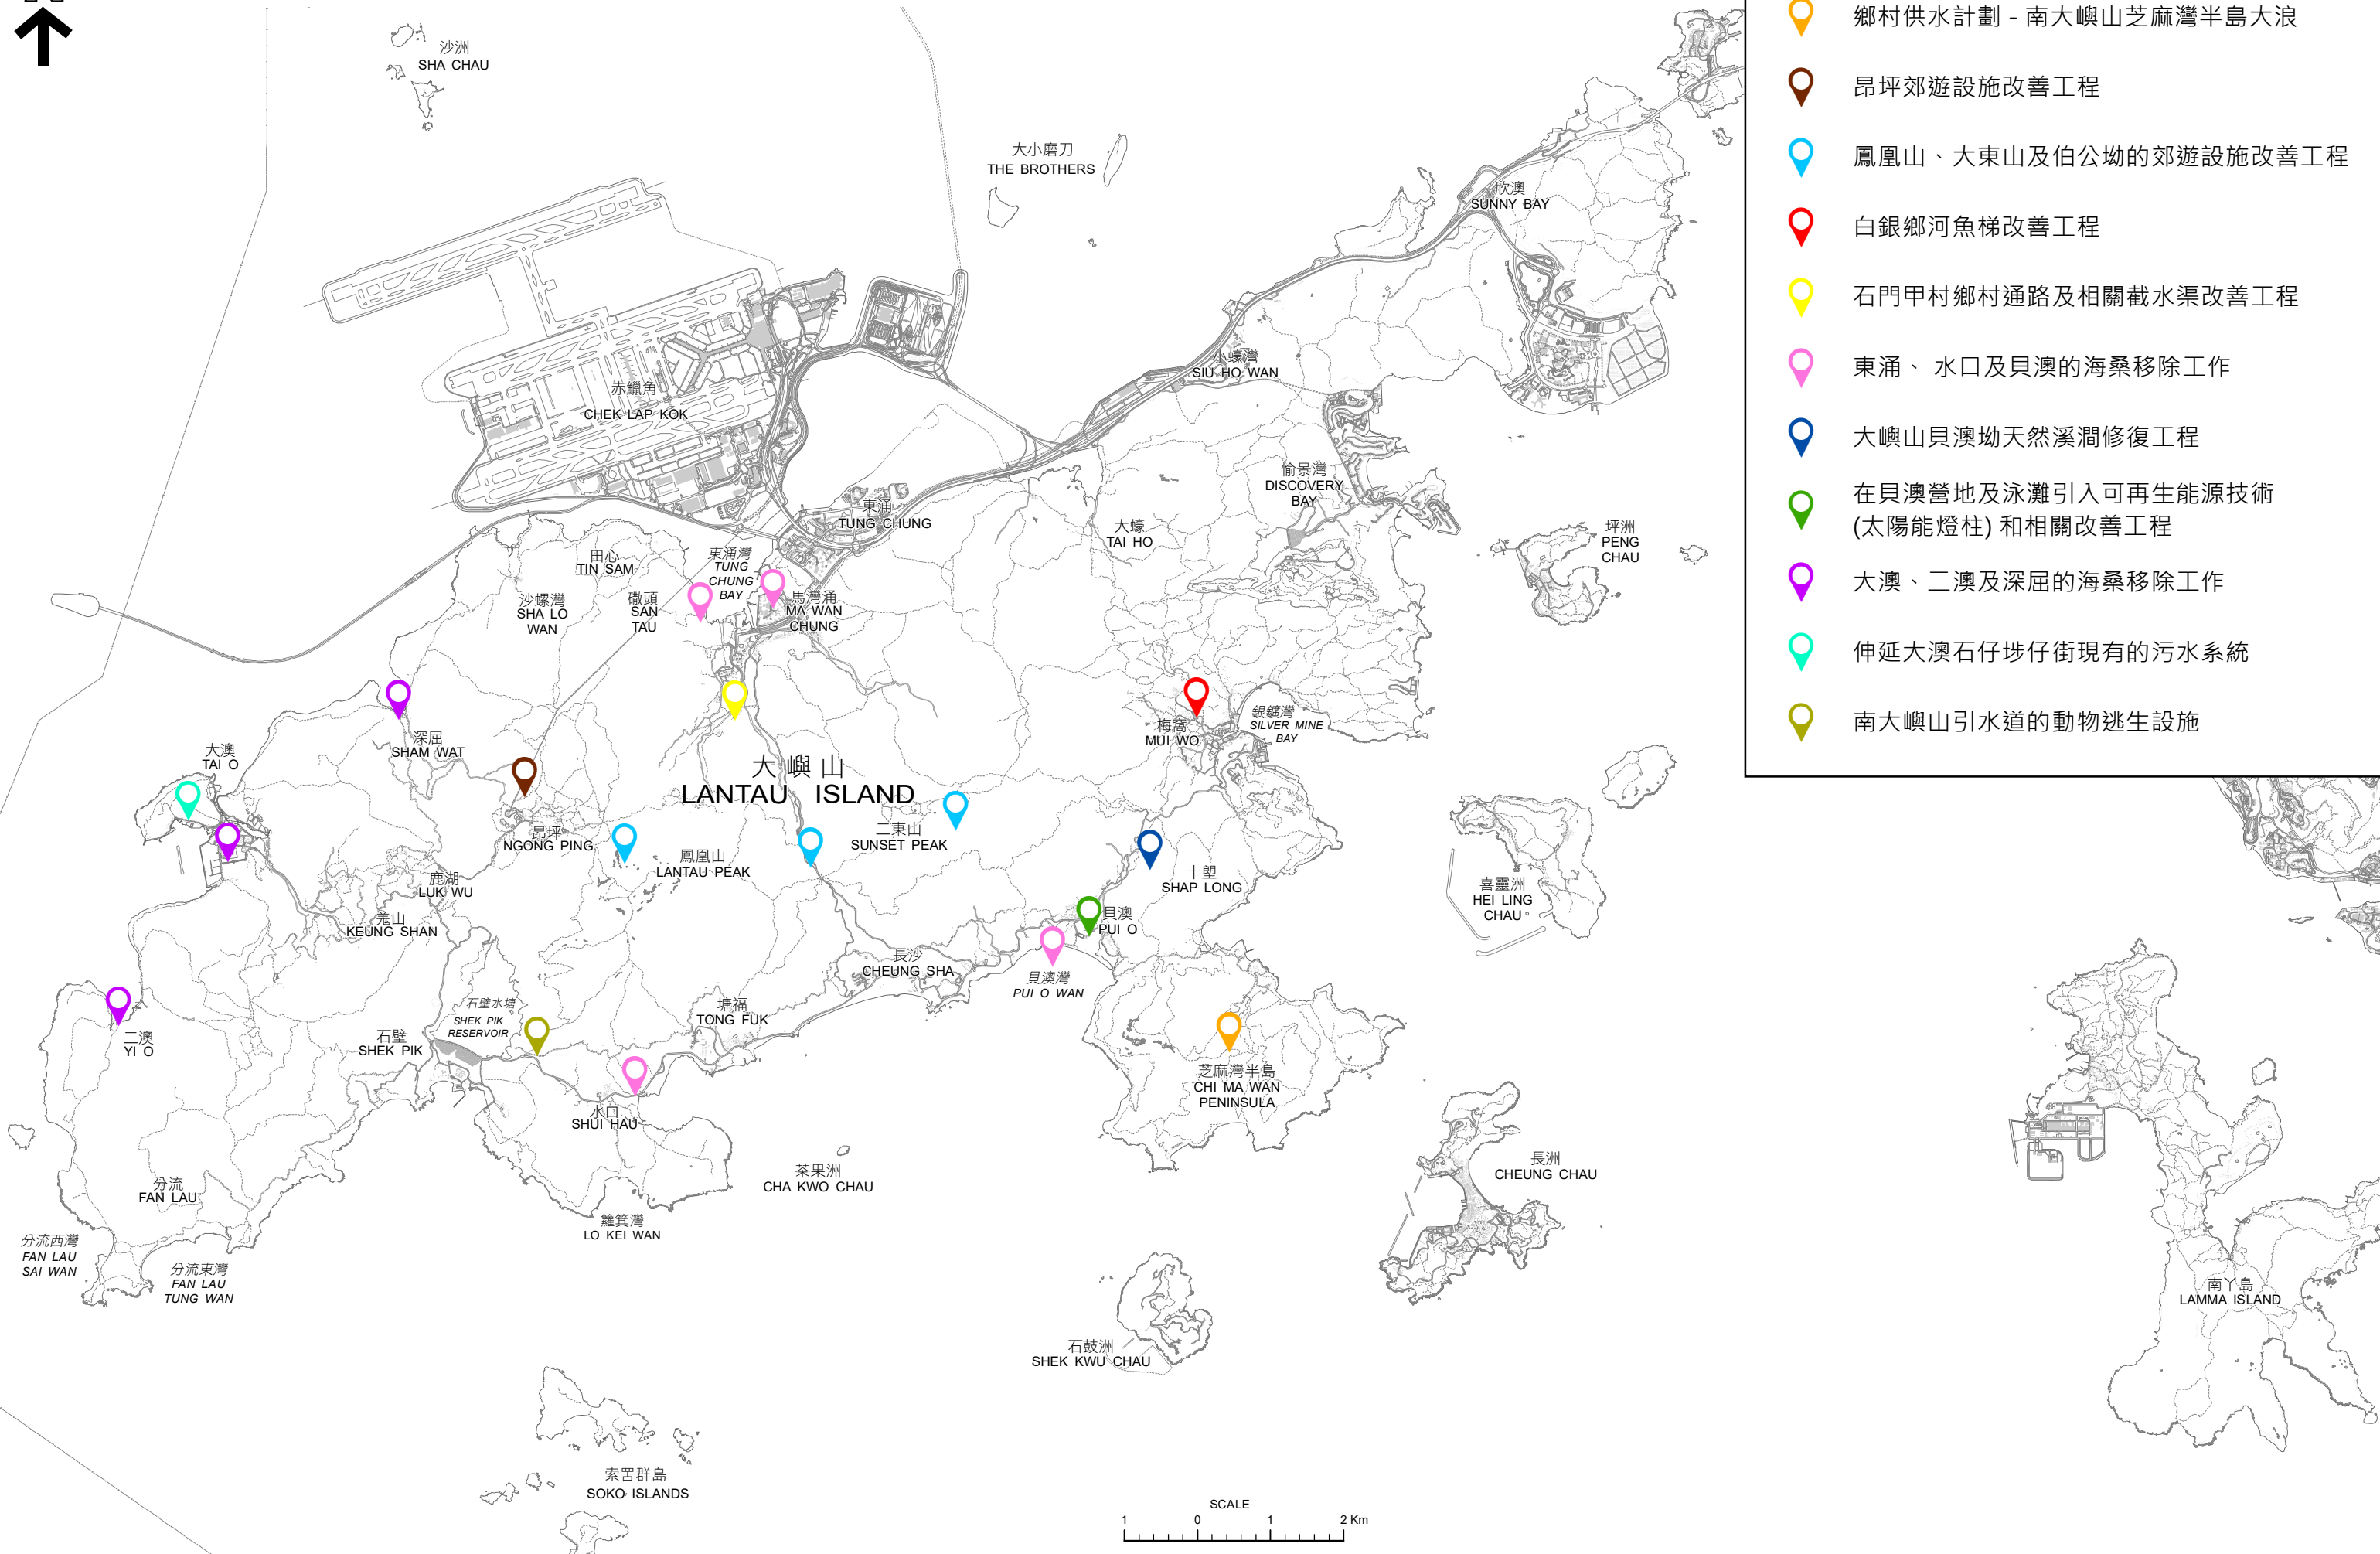 沙洲
SHA CHAU
大小磨刀
THE BROTHERS
欣澳
SUNNY BAY
小蠔灣
SIU HO WAN
赤鱲角
CHEK LAP KOK
愉景灣
DISCOVERY
BAY
東涌
TUNG CHUNG
大蠔
TAI HO
坪洲
PENG
CHAU
田心
TIN SAM
東涌灣
TUNG
CHUNG
BAY
沙螺灣
SHA LO
WAN
磡頭
SAN
TAU
馬灣涌
MA WAN
CHUNG
銀鑛灣
SILVER MINE
BAY
梅窩
MUI WO
深屈
SHAM WAT
大澳
TAI O
大嶼山
LANTAU ISLAND
二東山
SUNSET PEAK
昂坪
NGONG PING
鳳凰山
LANTAU PEAK
十塱
SHAP LONG
鹿湖
LUK WU
喜靈洲
HEI LING
CHAU
羗山
KEUNG SHAN
貝澳
PUI O
長沙
CHEUNG SHA
貝澳灣
PUI O WAN
石壁水塘
SHEK PIK
RESERVOIR
塘福
TONG FUK
二澳
YI O
石壁
SHEK PIK
芝麻灣半島
CHI MA WAN
PENINSULA
水口
SHUI HAU
茶果洲
CHA KWO CHAU
長洲
CHEUNG CHAU
分流
FAN LAU
籮箕灣
LO KEI WAN
分流西灣
FAN LAU
SAI WAN
分流東灣
FAN LAU
TUNG WAN
南丫島
LAMMA ISLAND
石鼓洲
SHEK KWU CHAU
索罟群島
SOKO ISLANDS
SCALE
1 0 1 2 Km
鄉村供水計劃 - 南大嶼山芝麻灣半島大浪
昂坪郊遊設施改善工程
鳳凰山、大東山及伯公坳的郊遊設施改善工程
白銀鄉河魚梯改善工程
石門甲村鄉村通路及相關截水渠改善工程
東涌、 水口及貝澳的海桑移除工作
大嶼山貝澳坳天然溪澗修復工程
在貝澳營地及泳灘引入可再生能源技術
(太陽能燈柱) 和相關改善工程
大澳、二澳及深屈的海桑移除工作
伸延大澳石仔埗仔街現有的污水系統
南大嶼山引水道的動物逃生設施